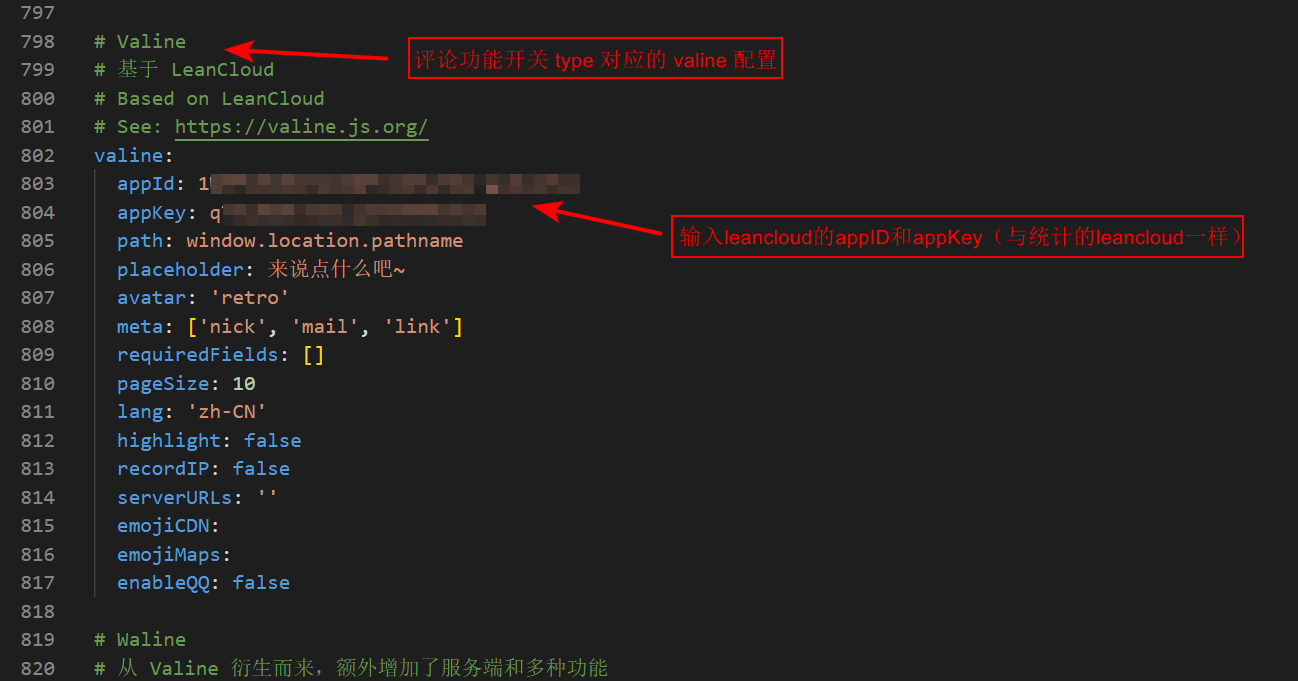 797
798 # Valine
评论功能开关 type 对应的 valine 配置
799 # 基于 LeanCloud
800 # Based on LeanCloud
801 # See: https://valine.js.org/
802 valine:
803 appId: 1
804 appKey: q
输入leancloud的appID和appKey（与统计的leancloud一样）
805 path: window.location.pathname
806 placeholder: 来说点什么吧~
807 avatar: 'retro'
808 meta: ['nick', 'mail', 'link']
809 requiredFields: []
810 pageSize: 10
811 lang: 'zh-CN'
812 highlight: false
813 recordIP: false
814 serverURLs: ''
815 emojiCDN:
816 emojiMaps:
817 enableQQ: false
818
819 # Waline
820 # 从 Valine 衍生而来，额外增加了服务端和多种功能